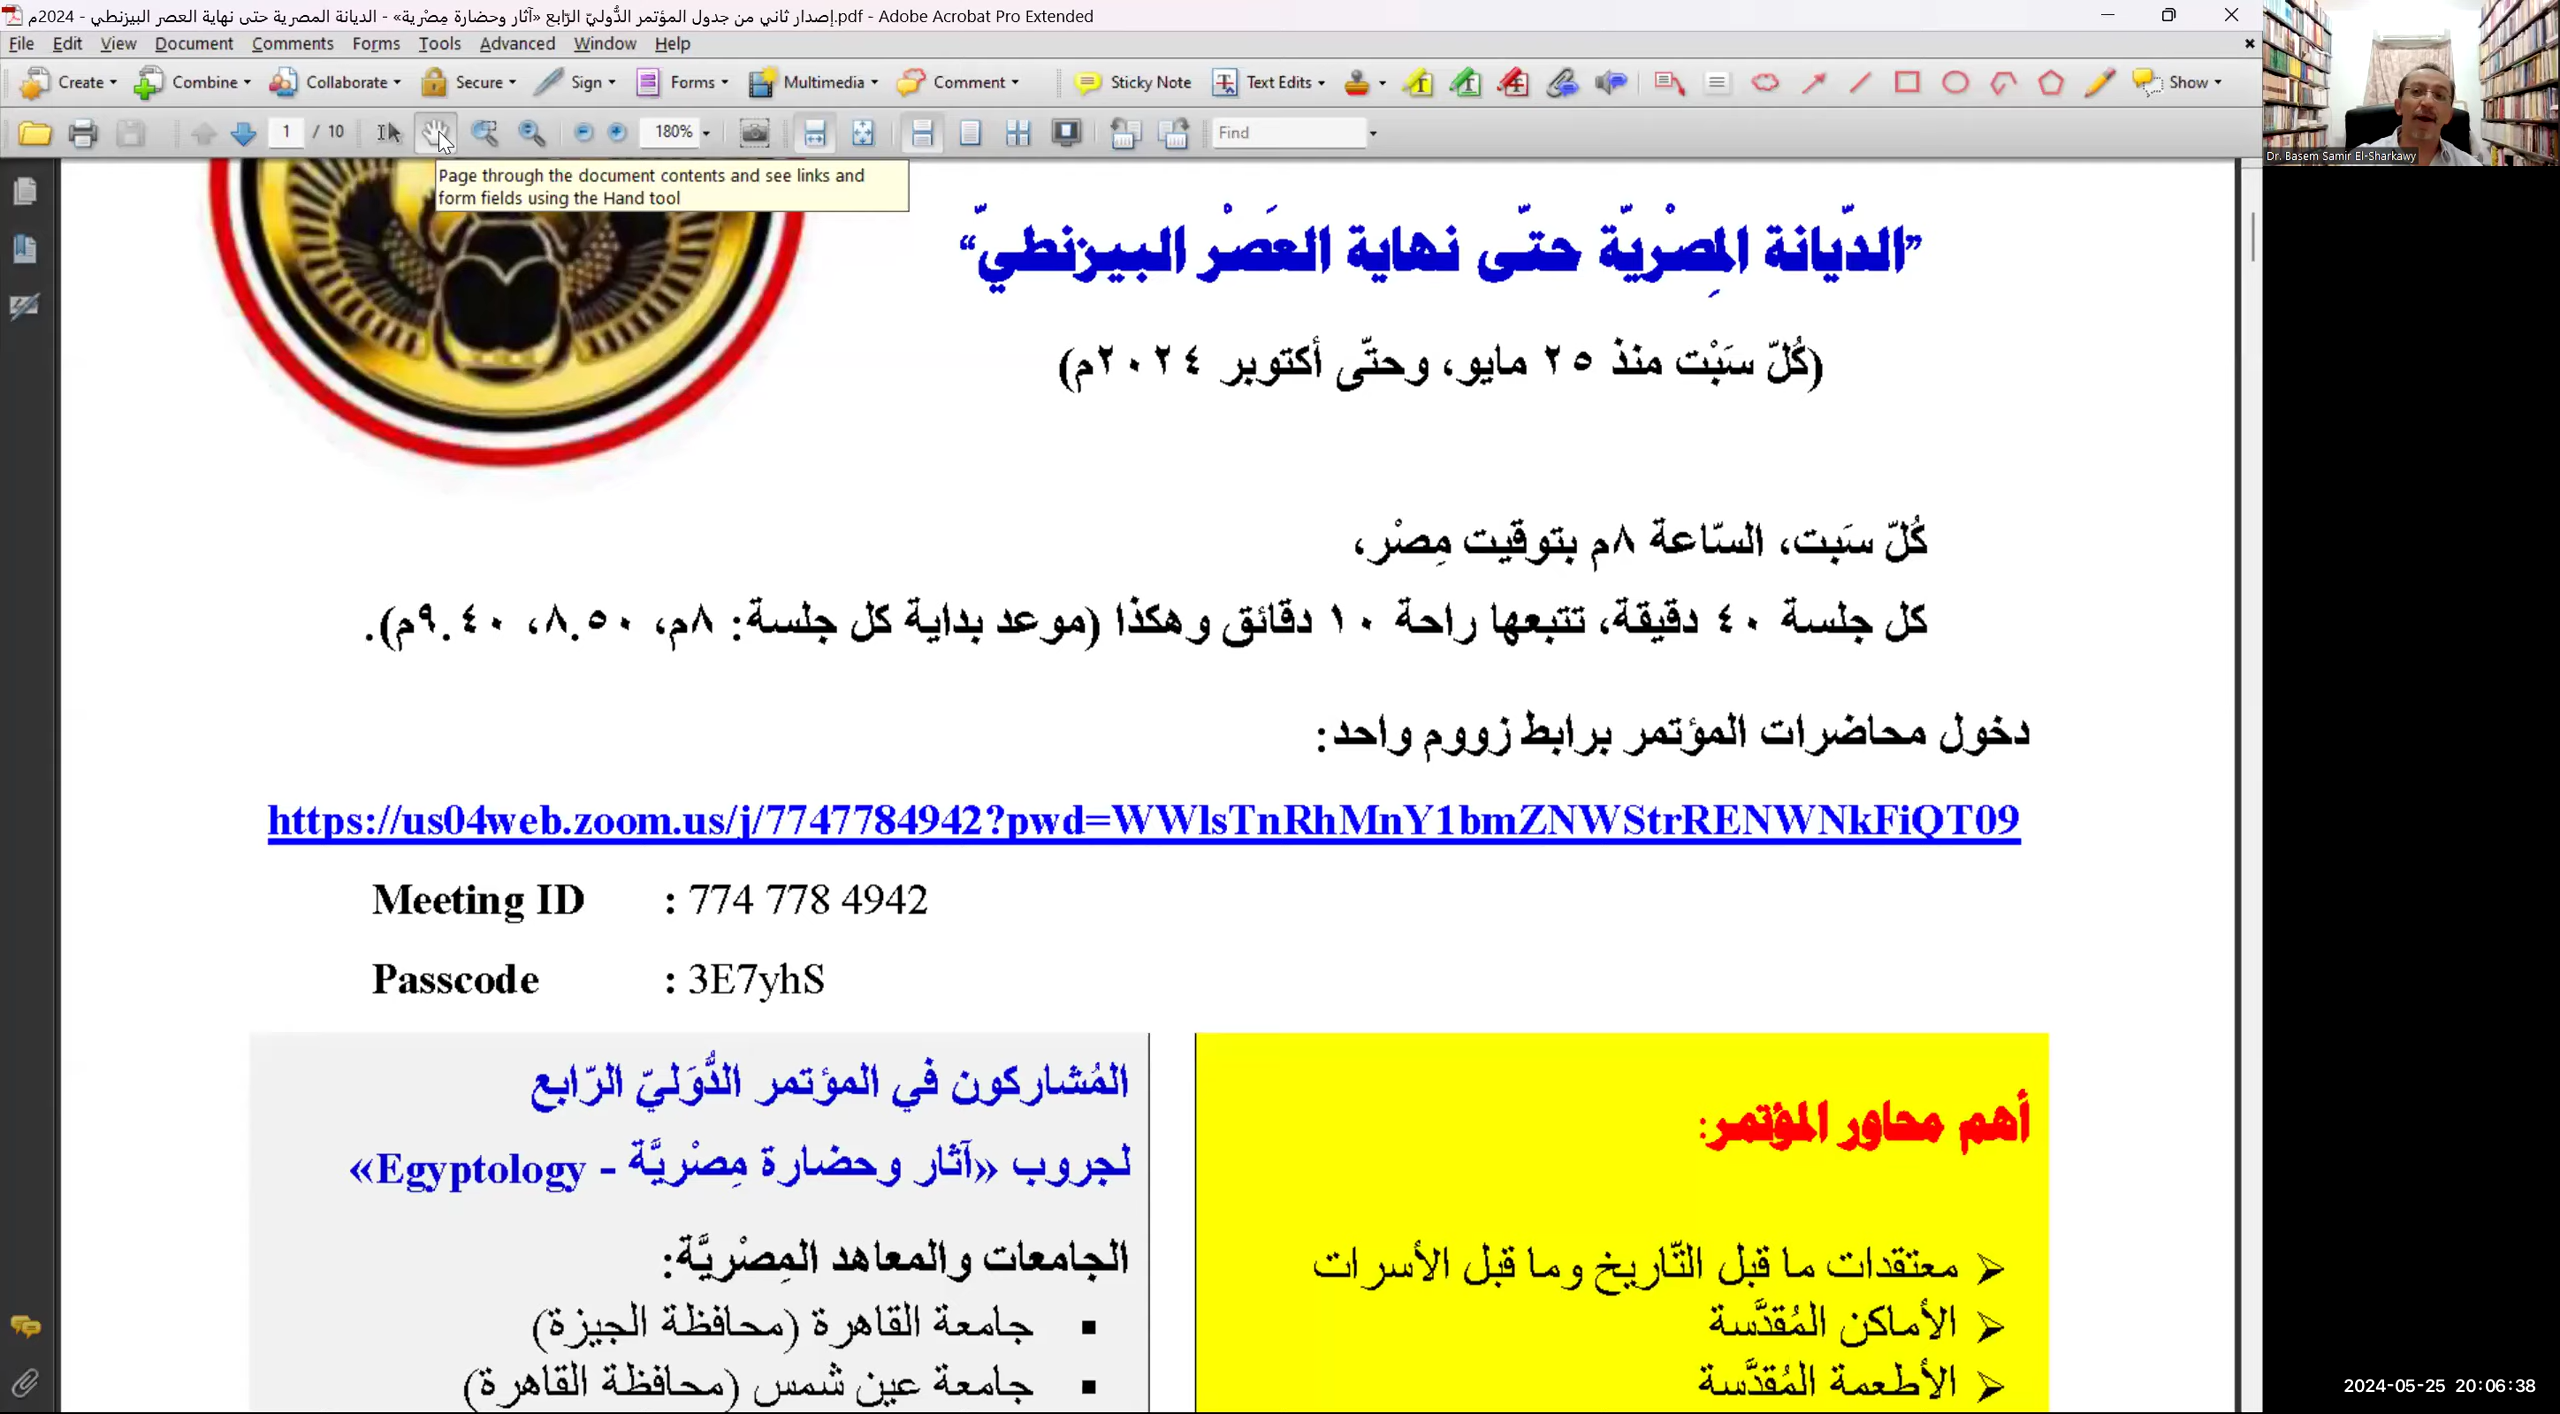 إصدار ثاني من جدول المؤتمر الدُّوليّ الرّابع «آثار وحضارة مِصْرية» - الديانة المصرية حتى نهاية العصر البيزنطي - 2024م.pdf - Adobe Acrobat Pro Extended
File Edit View Document Comments Forms Tools Advanced Window Help
Create Combine Collaborate Secure Sign Forms Multimedia Comment Sticky Note Text Edits Show
1 / 10 180% Find
Page through the document contents and see links and
form fields using the Hand tool
Dr. Basem Samir El-Sharkawy
”الدّيانة المِصْريّة حتّى نهاية العَصْر البيزنطيّ“
(كُلّ سَبْت منذ ٢٥ مايو، وحتّى أكتوبر ٢٠٢٤م)
كُلّ سَبت، السّاعة ٨م بتوقيت مِصْر،
كل جلسة ٤٠ دقيقة، تتبعها راحة ١٠ دقائق وهكذا (موعد بداية كل جلسة: ٨م، ٨.٥٠، ٩.٤٠م).
دخول محاضرات المؤتمر برابط زووم واحد:
https://us04web.zoom.us/j/7747784942?pwd=WWlsTnRhMnY1bmZNWStrRENWNkFiQT09
Meeting ID : 774 778 4942
Passcode : 3E7yhS
أهم محاور المؤتمر:
معتقدات ما قبل التّاريخ وما قبل الأسرات
الأماكن المُقدَّسة
الأطعمة المُقدَّسة
المُشاركون في المؤتمر الدُّوَليّ الرّابع
لجروب «آثار وحضارة مِصْريَّة - Egyptology»
الجامعات والمعاهد المِصْريَّة:
جامعة القاهرة (محافظة الجيزة)
جامعة عين شمس (محافظة القاهرة)
2024-05-25 20:06:38